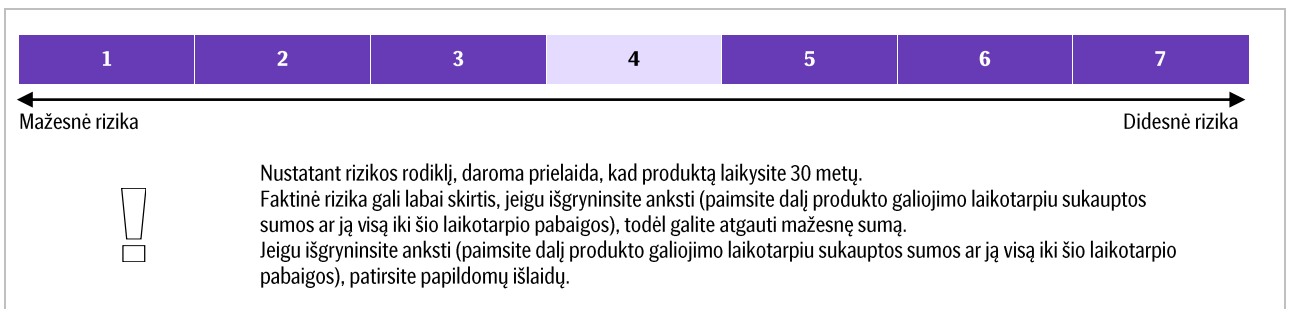 1 2 3 4 5 6 7
Mažesnė rizika Didesnė rizika
Nustatant rizikos rodiklį, daroma prielaida, kad produktą laikysite 30 metų.
Faktinė rizika gali labai skirtis, jeigu išgryninsite anksti (paimsite dalį produkto galiojimo laikotarpiu sukauptos
sumos ar ją visą iki šio laikotarpio pabaigos), todėl galite atgauti mažesnę sumą.
Jeigu išgryninsite anksti (paimsite dalį produkto galiojimo laikotarpiu sukauptos sumos ar ją visą iki šio laikotarpio
pabaigos), patirsite papildomų išlaidų.